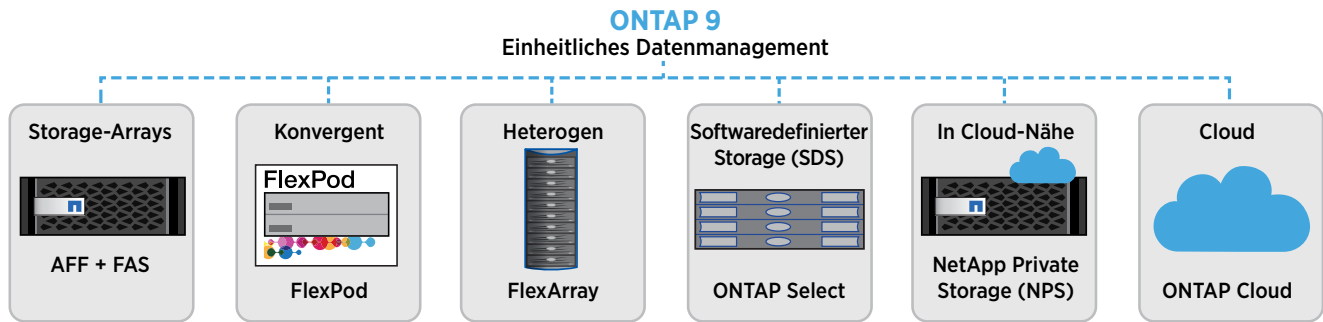 ONTAP 9
Einheitliches Datenmanagement
Storage-Arrays
AFF + FAS
Konvergent
FlexPod
FlexPod
Heterogen
FlexArray
Softwaredefinierter
Storage (SDS)
ONTAP Select
In Cloud-Nähe
NetApp Private
Storage (NPS)
Cloud
ONTAP Cloud